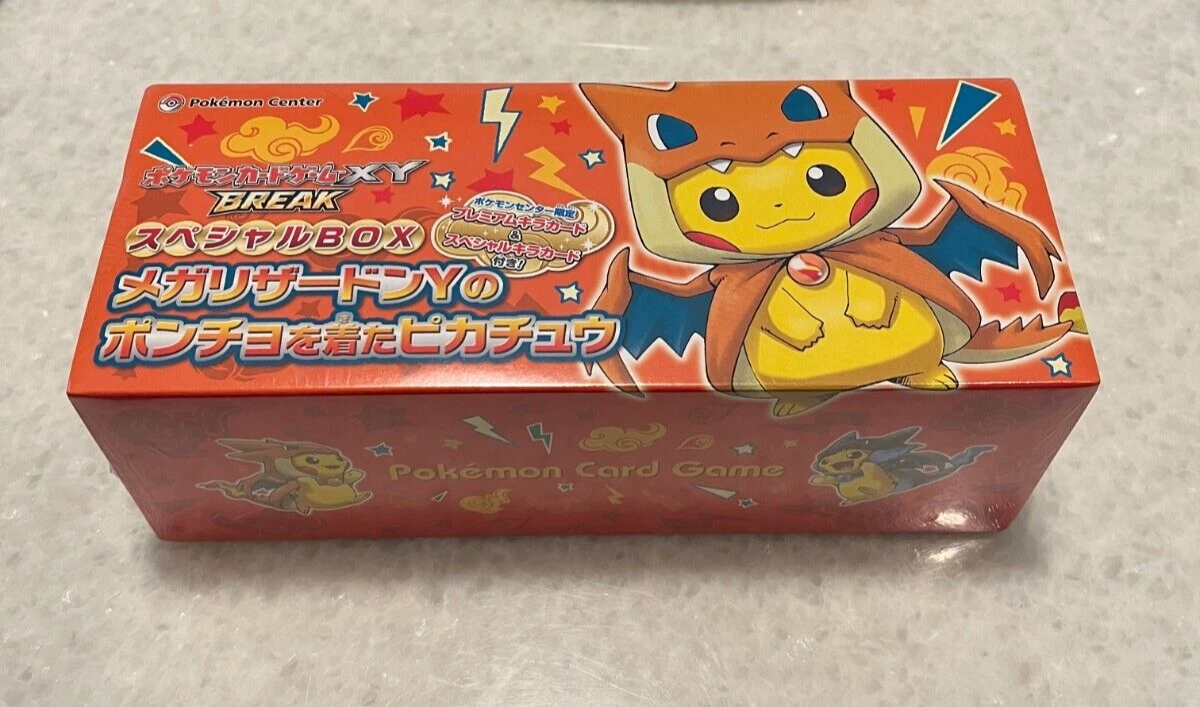 Pokémon Center
ポケモンカードゲームXY
BREAK
スペシャルBOX
ポケモンセンター限定
プレミアムキラカード
&
スペシャルキラカード
付き!
メガリザードンYの
ポンチョを着たピカチュウ
Pokémon Card Game